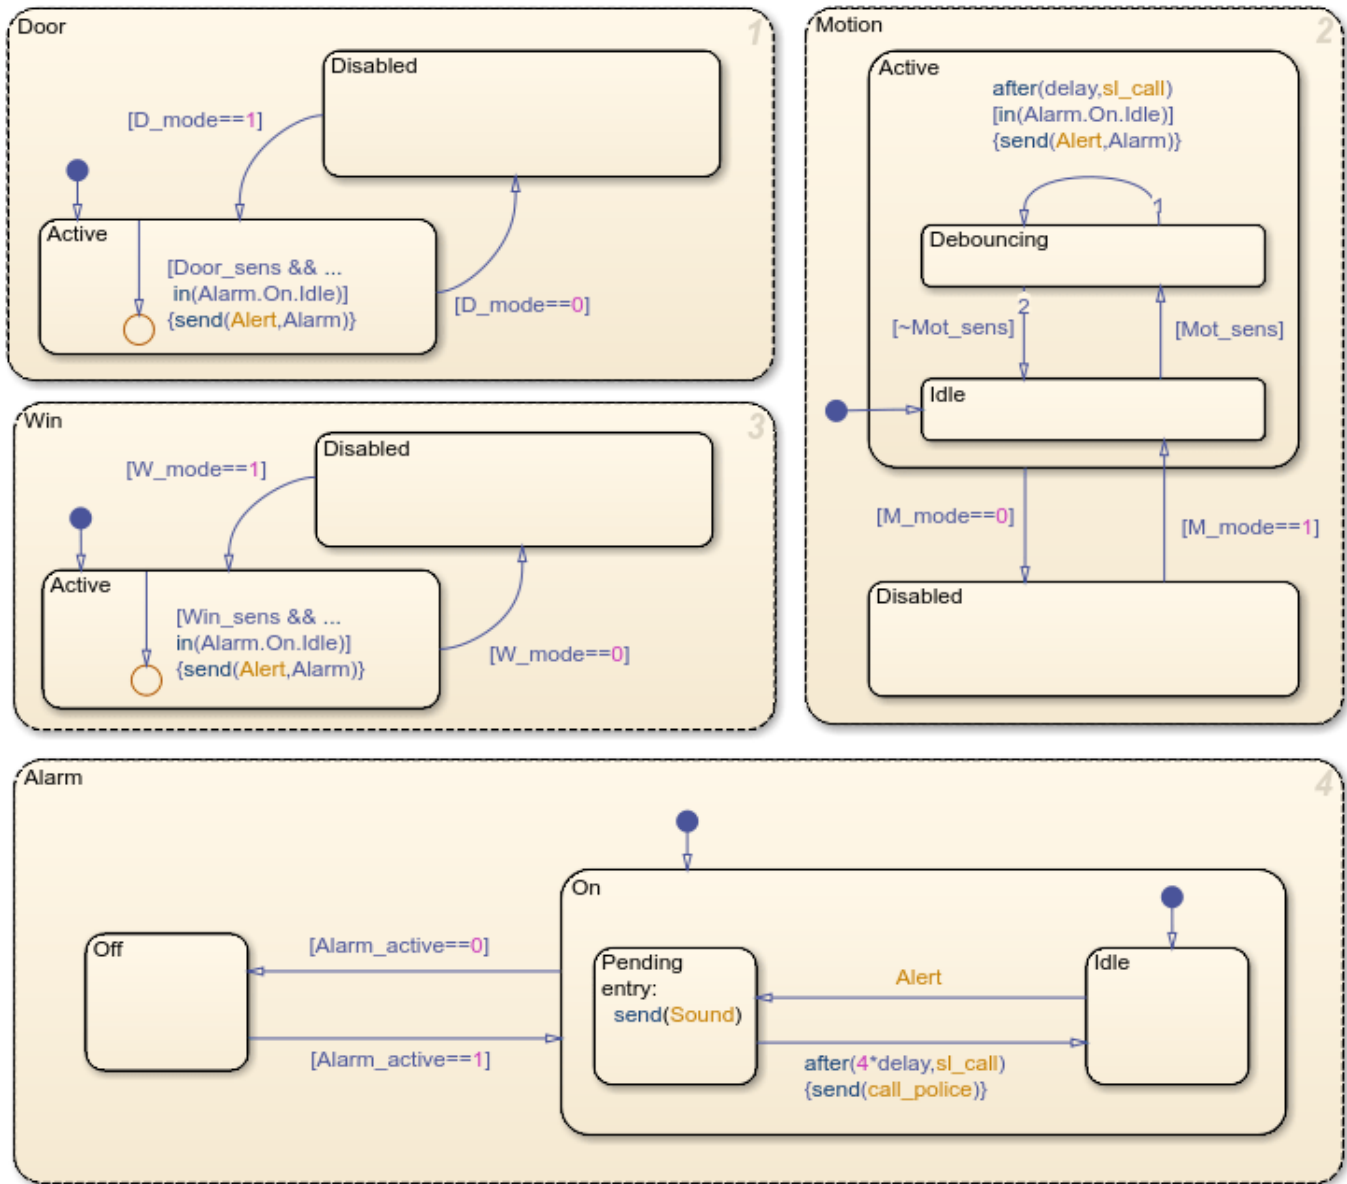 Door
1
Disabled
[D_mode==1]
Active
[Door_sens && ...
in(Alarm.On.Idle)]
{send(Alert,Alarm)}
[D_mode==0]
Motion
2
Active
after(delay,sl_call)
[in(Alarm.On.Idle)]
{send(Alert,Alarm)}
1
Debouncing
2
[~Mot_sens]
[Mot_sens]
Idle
[M_mode==0]
[M_mode==1]
Disabled
Win
3
Disabled
[W_mode==1]
Active
[Win_sens && ...
in(Alarm.On.Idle)]
{send(Alert,Alarm)}
[W_mode==0]
Alarm
4
On
Off
[Alarm_active==0]
[Alarm_active==1]
Pending
entry:
send(Sound)
Alert
after(4*delay,sl_call)
{send(call_police)}
Idle